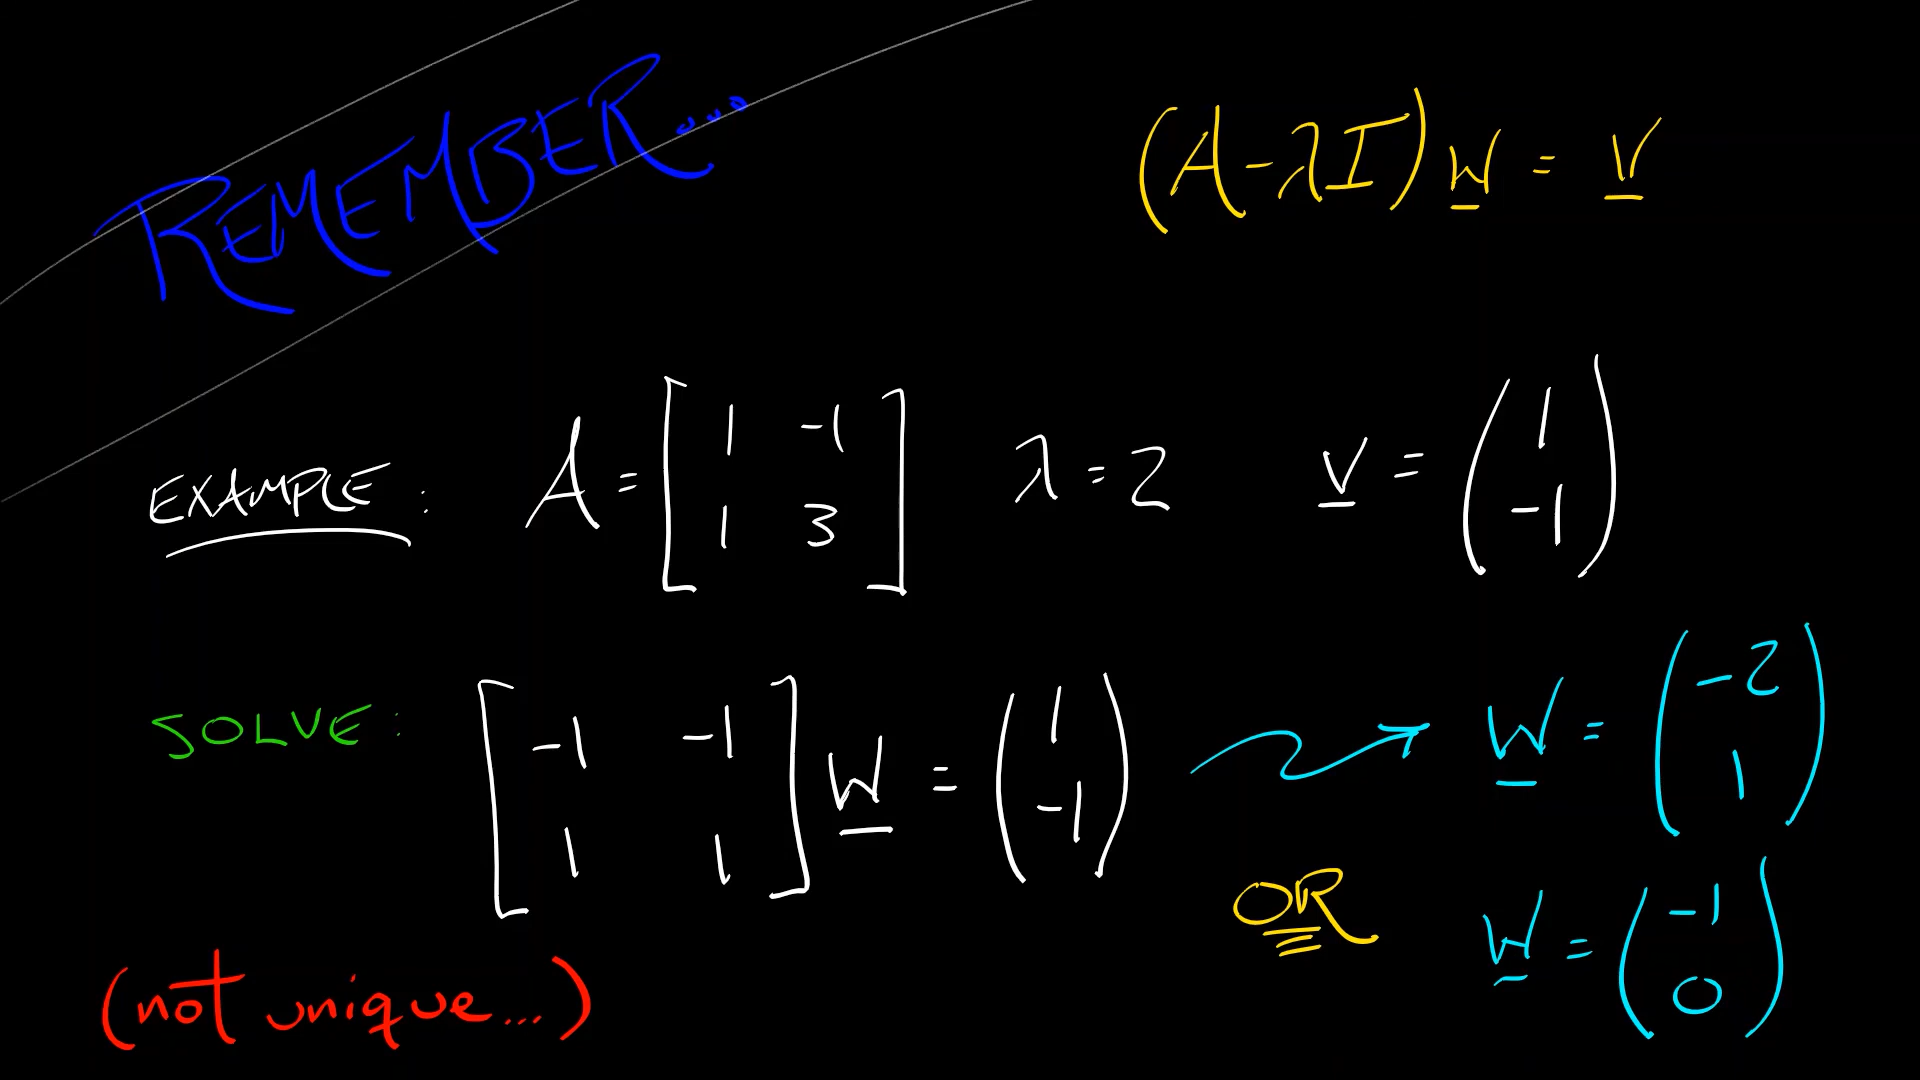 REMEMBER...
(A-λI)w = v
EXAMPLE: A = [1 -1; 1 3] λ = 2 v = (1; -1)
SOLVE: [-1 -1; 1 1] w = (1; -1) → w = (-2; 1)
OR w = (-1; 0)
(not unique...)